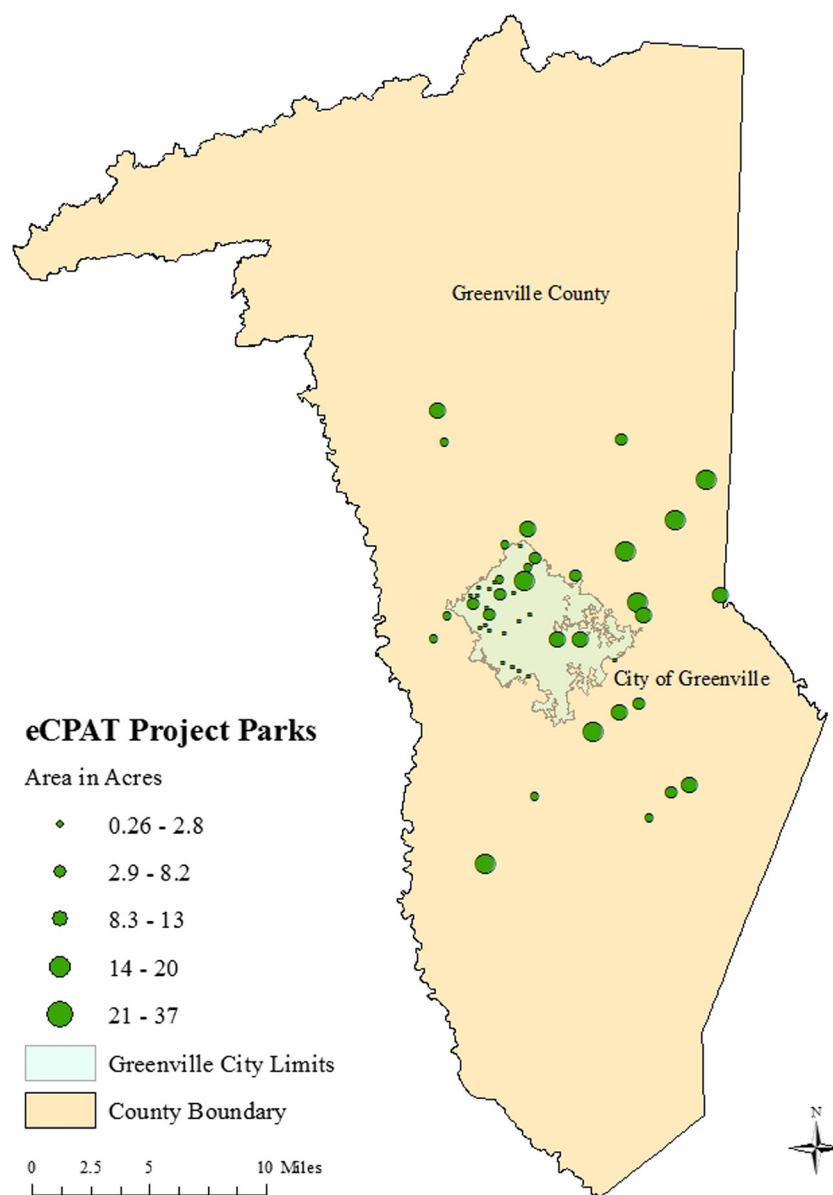 Greenville County
City of Greenville
eCPAT Project Parks
Area in Acres
0.26 - 2.8
2.9 - 8.2
8.3 - 13
14 - 20
21 - 37
Greenville City Limits
County Boundary
0 2.5 5 10 Miles
N